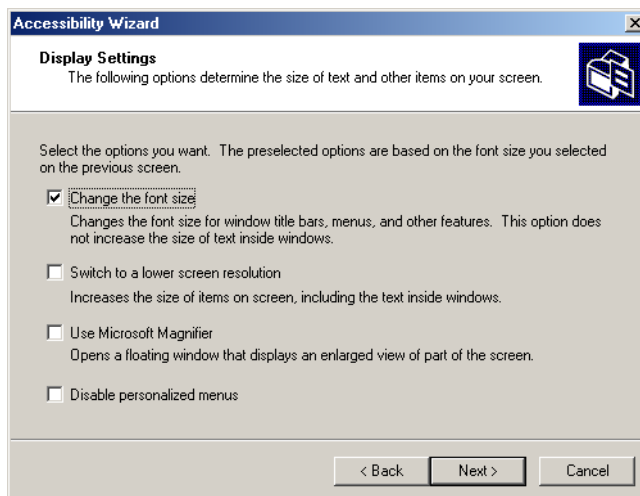 Accessibility Wizard
Display Settings
The following options determine the size of text and other items on your screen.
Select the options you want. The preselected options are based on the font size you selected
on the previous screen.
Change the font size
Changes the font size for window title bars, menus, and other features. This option does
not increase the size of text inside windows.
Switch to a lower screen resolution
Increases the size of items on screen, including the text inside windows.
Use Microsoft Magnifier
Opens a floating window that displays an enlarged view of part of the screen.
Disable personalized menus
< Back Next > Cancel